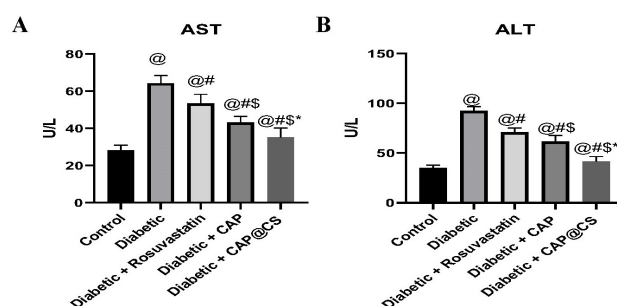 A
AST
U/L
80
60
40
20
0
@
@#
@#$
@#$*
Control
Diabetic
Diabetic + Rosuvastatin
Diabetic + CAP
Diabetic + CAP@CS
B
ALT
U/L
150
100
50
0
@
@#
@#$
@#$*
Control
Diabetic
Diabetic + Rosuvastatin
Diabetic + CAP
Diabetic + CAP@CS